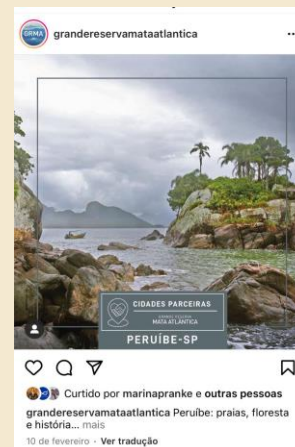 GRMA
grandereservamataatlantica
CIDADES PARCEIRAS
GRANDE RESERVA
MATA ATLÂNTICA
PERUÍBE-SP
Curtido por marinapranke e outras pessoas
grandereservamataatlantica Peruíbe: praias, floresta
e história... mais
10 de fevereiro · Ver tradução